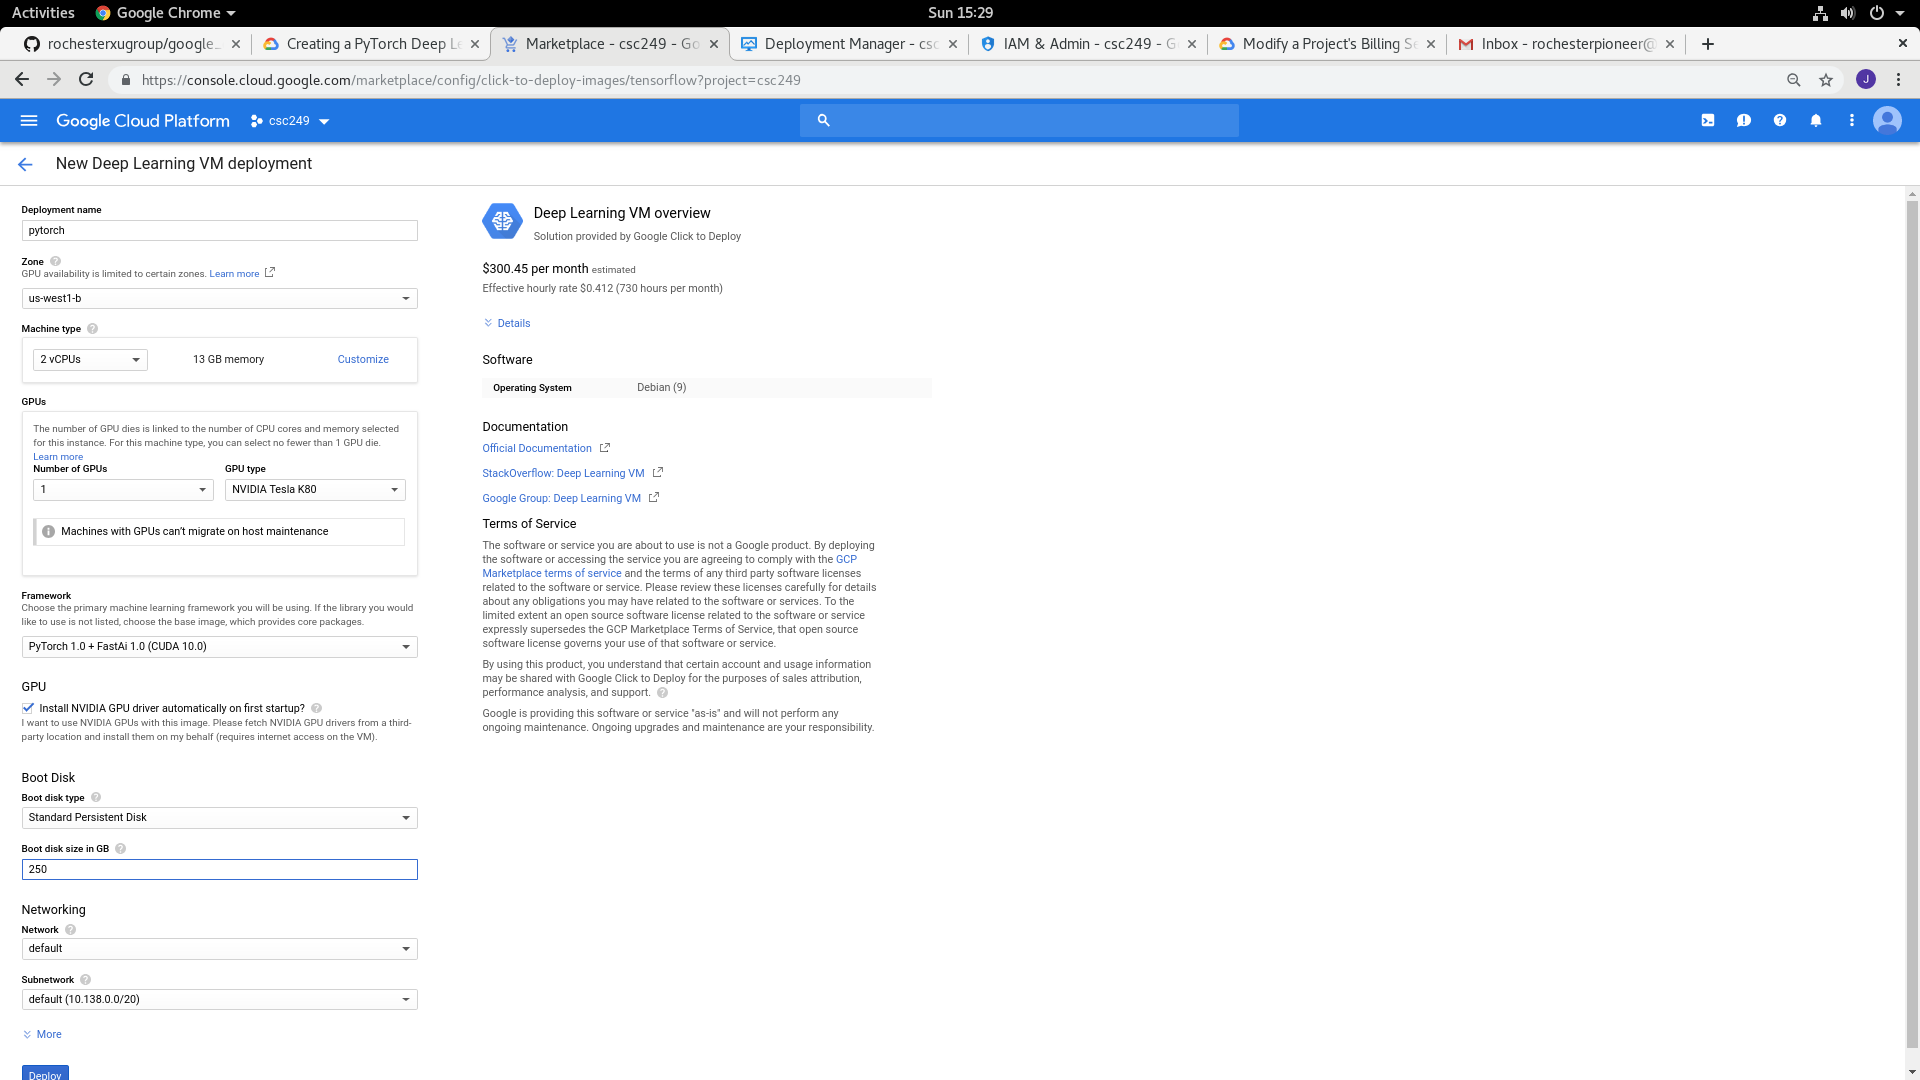 Activities Google Chrome Sun 15:29
rochesterxugroup/google_ Creating a PyTorch Deep Le Marketplace - csc249 - Go Deployment Manager - csc IAM & Admin - csc249 - G Modify a Project's Billing Se Inbox - rochesterpioneer@
https://console.cloud.google.com/marketplace/config/click-to-deploy-images/tensorflow?project=csc249 J
Google Cloud Platform csc249
New Deep Learning VM deployment
Deployment name
pytorch
Zone
GPU availability is limited to certain zones. Learn more
us-west1-b
Machine type
2 vCPUs 13 GB memory Customize
GPUs
The number of GPU dies is linked to the number of CPU cores and memory selected
for this instance. For this machine type, you can select no fewer than 1 GPU die.
Learn more
Number of GPUs GPU type
1 NVIDIA Tesla K80
Machines with GPUs can't migrate on host maintenance
Framework
Choose the primary machine learning framework you will be using. If the library you would
like to use is not listed, choose the base image, which provides core packages.
PyTorch 1.0 + FastAi 1.0 (CUDA 10.0)
GPU
Install NVIDIA GPU driver automatically on first startup?
I want to use NVIDIA GPUs with this image. Please fetch NVIDIA GPU drivers from a third-
party location and install them on my behalf (requires internet access on the VM).
Boot Disk
Boot disk type
Standard Persistent Disk
Boot disk size in GB
250
Networking
Network
default
Subnetwork
default (10.138.0.0/20)
More
Deploy
Deep Learning VM overview
Solution provided by Google Click to Deploy
$300.45 per month estimated
Effective hourly rate $0.412 (730 hours per month)
Details
Software
Operating System Debian (9)
Documentation
Official Documentation
StackOverflow: Deep Learning VM
Google Group: Deep Learning VM
Terms of Service
The software or service you are about to use is not a Google product. By deploying
the software or accessing the service you are agreeing to comply with the GCP
Marketplace terms of service and the terms of any third party software licenses
related to the software or service. Please review these licenses carefully for details
about any obligations you may have related to the software or services. To the
limited extent an open source software license related to the software or service
expressly supersedes the GCP Marketplace Terms of Service, that open source
software license governs your use of that software or service.
By using this product, you understand that certain account and usage information
may be shared with Google Click to Deploy for the purposes of sales attribution,
performance analysis, and support.
Google is providing this software or service "as-is" and will not perform any
ongoing maintenance. Ongoing upgrades and maintenance are your responsibility.